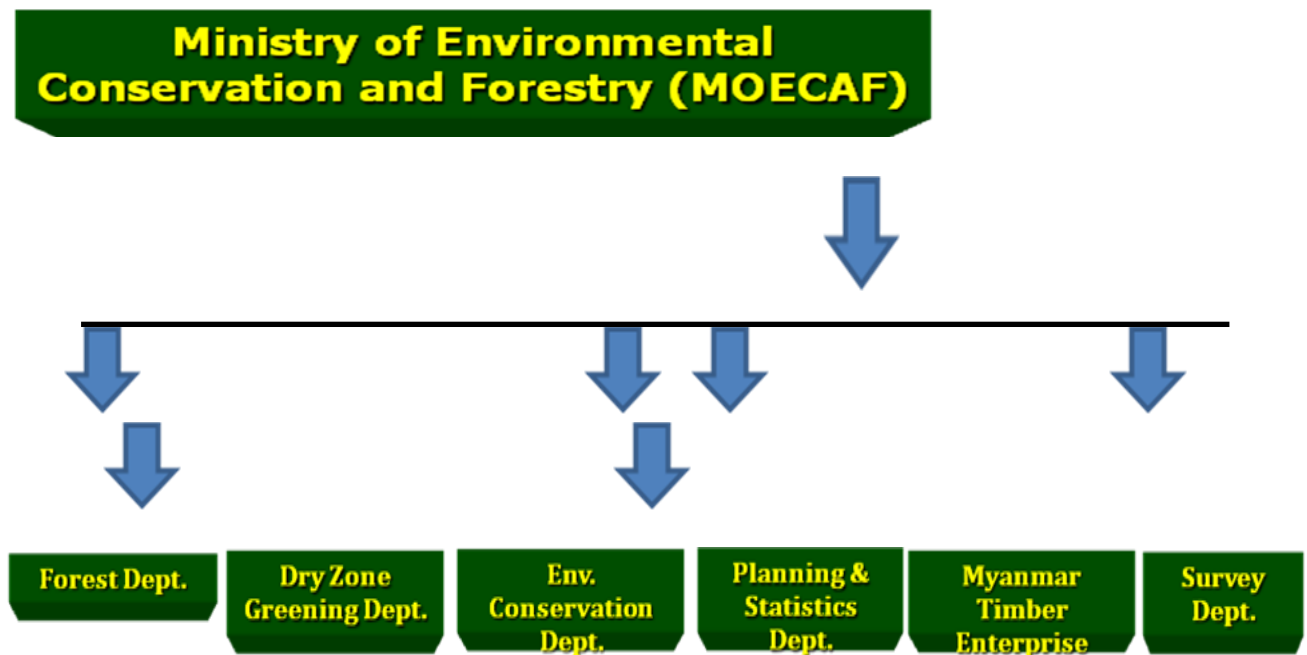 Ministry of Environmental
Conservation and Forestry (MOECAF)
Forest Dept.
Dry Zone
Greening Dept.
Env.
Conservation
Dept.
Planning &
Statistics
Dept.
Myanmar
Timber
Enterprise
Survey
Dept.